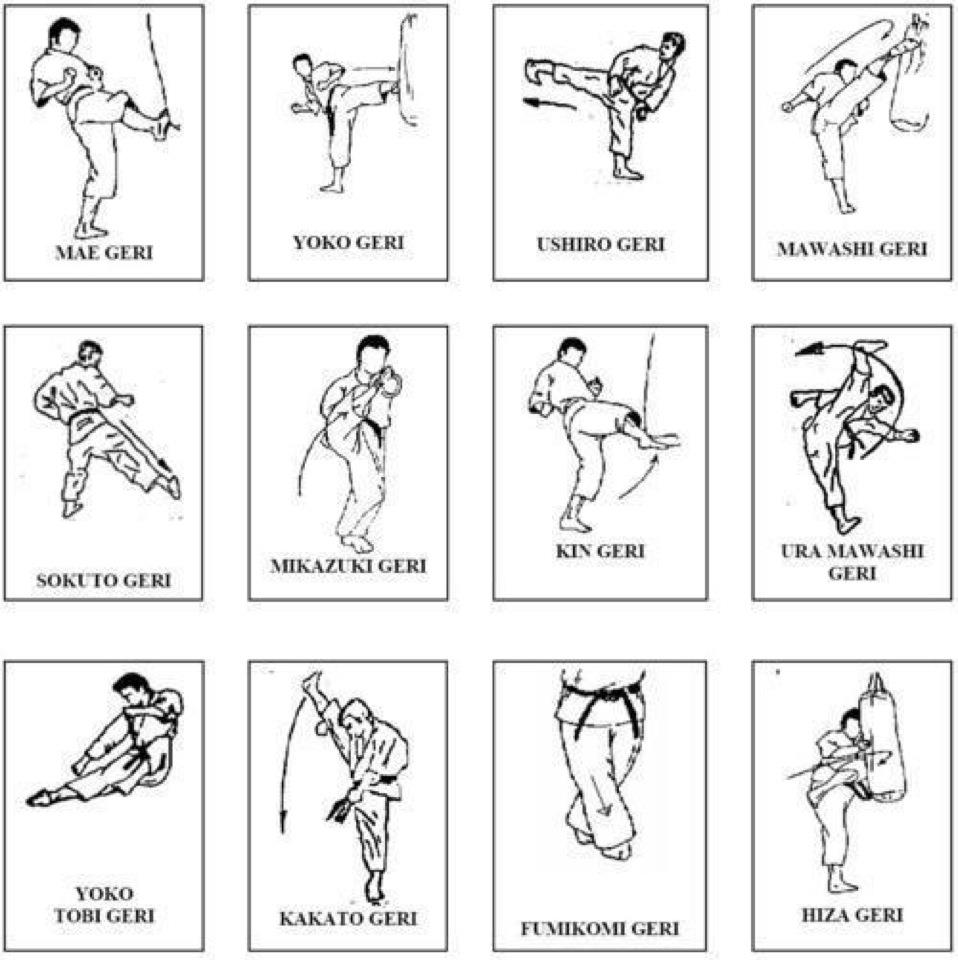 MAE GERI
YOKO GERI
USHIRO GERI
MAWASHI GERI
SOKUTO GERI
MIKAZUKI GERI
KIN GERI
URA MAWASHI
GERI
YOKO
TOBI GERI
KAKATO GERI
FUMIKOMI GERI
HIZA GERI